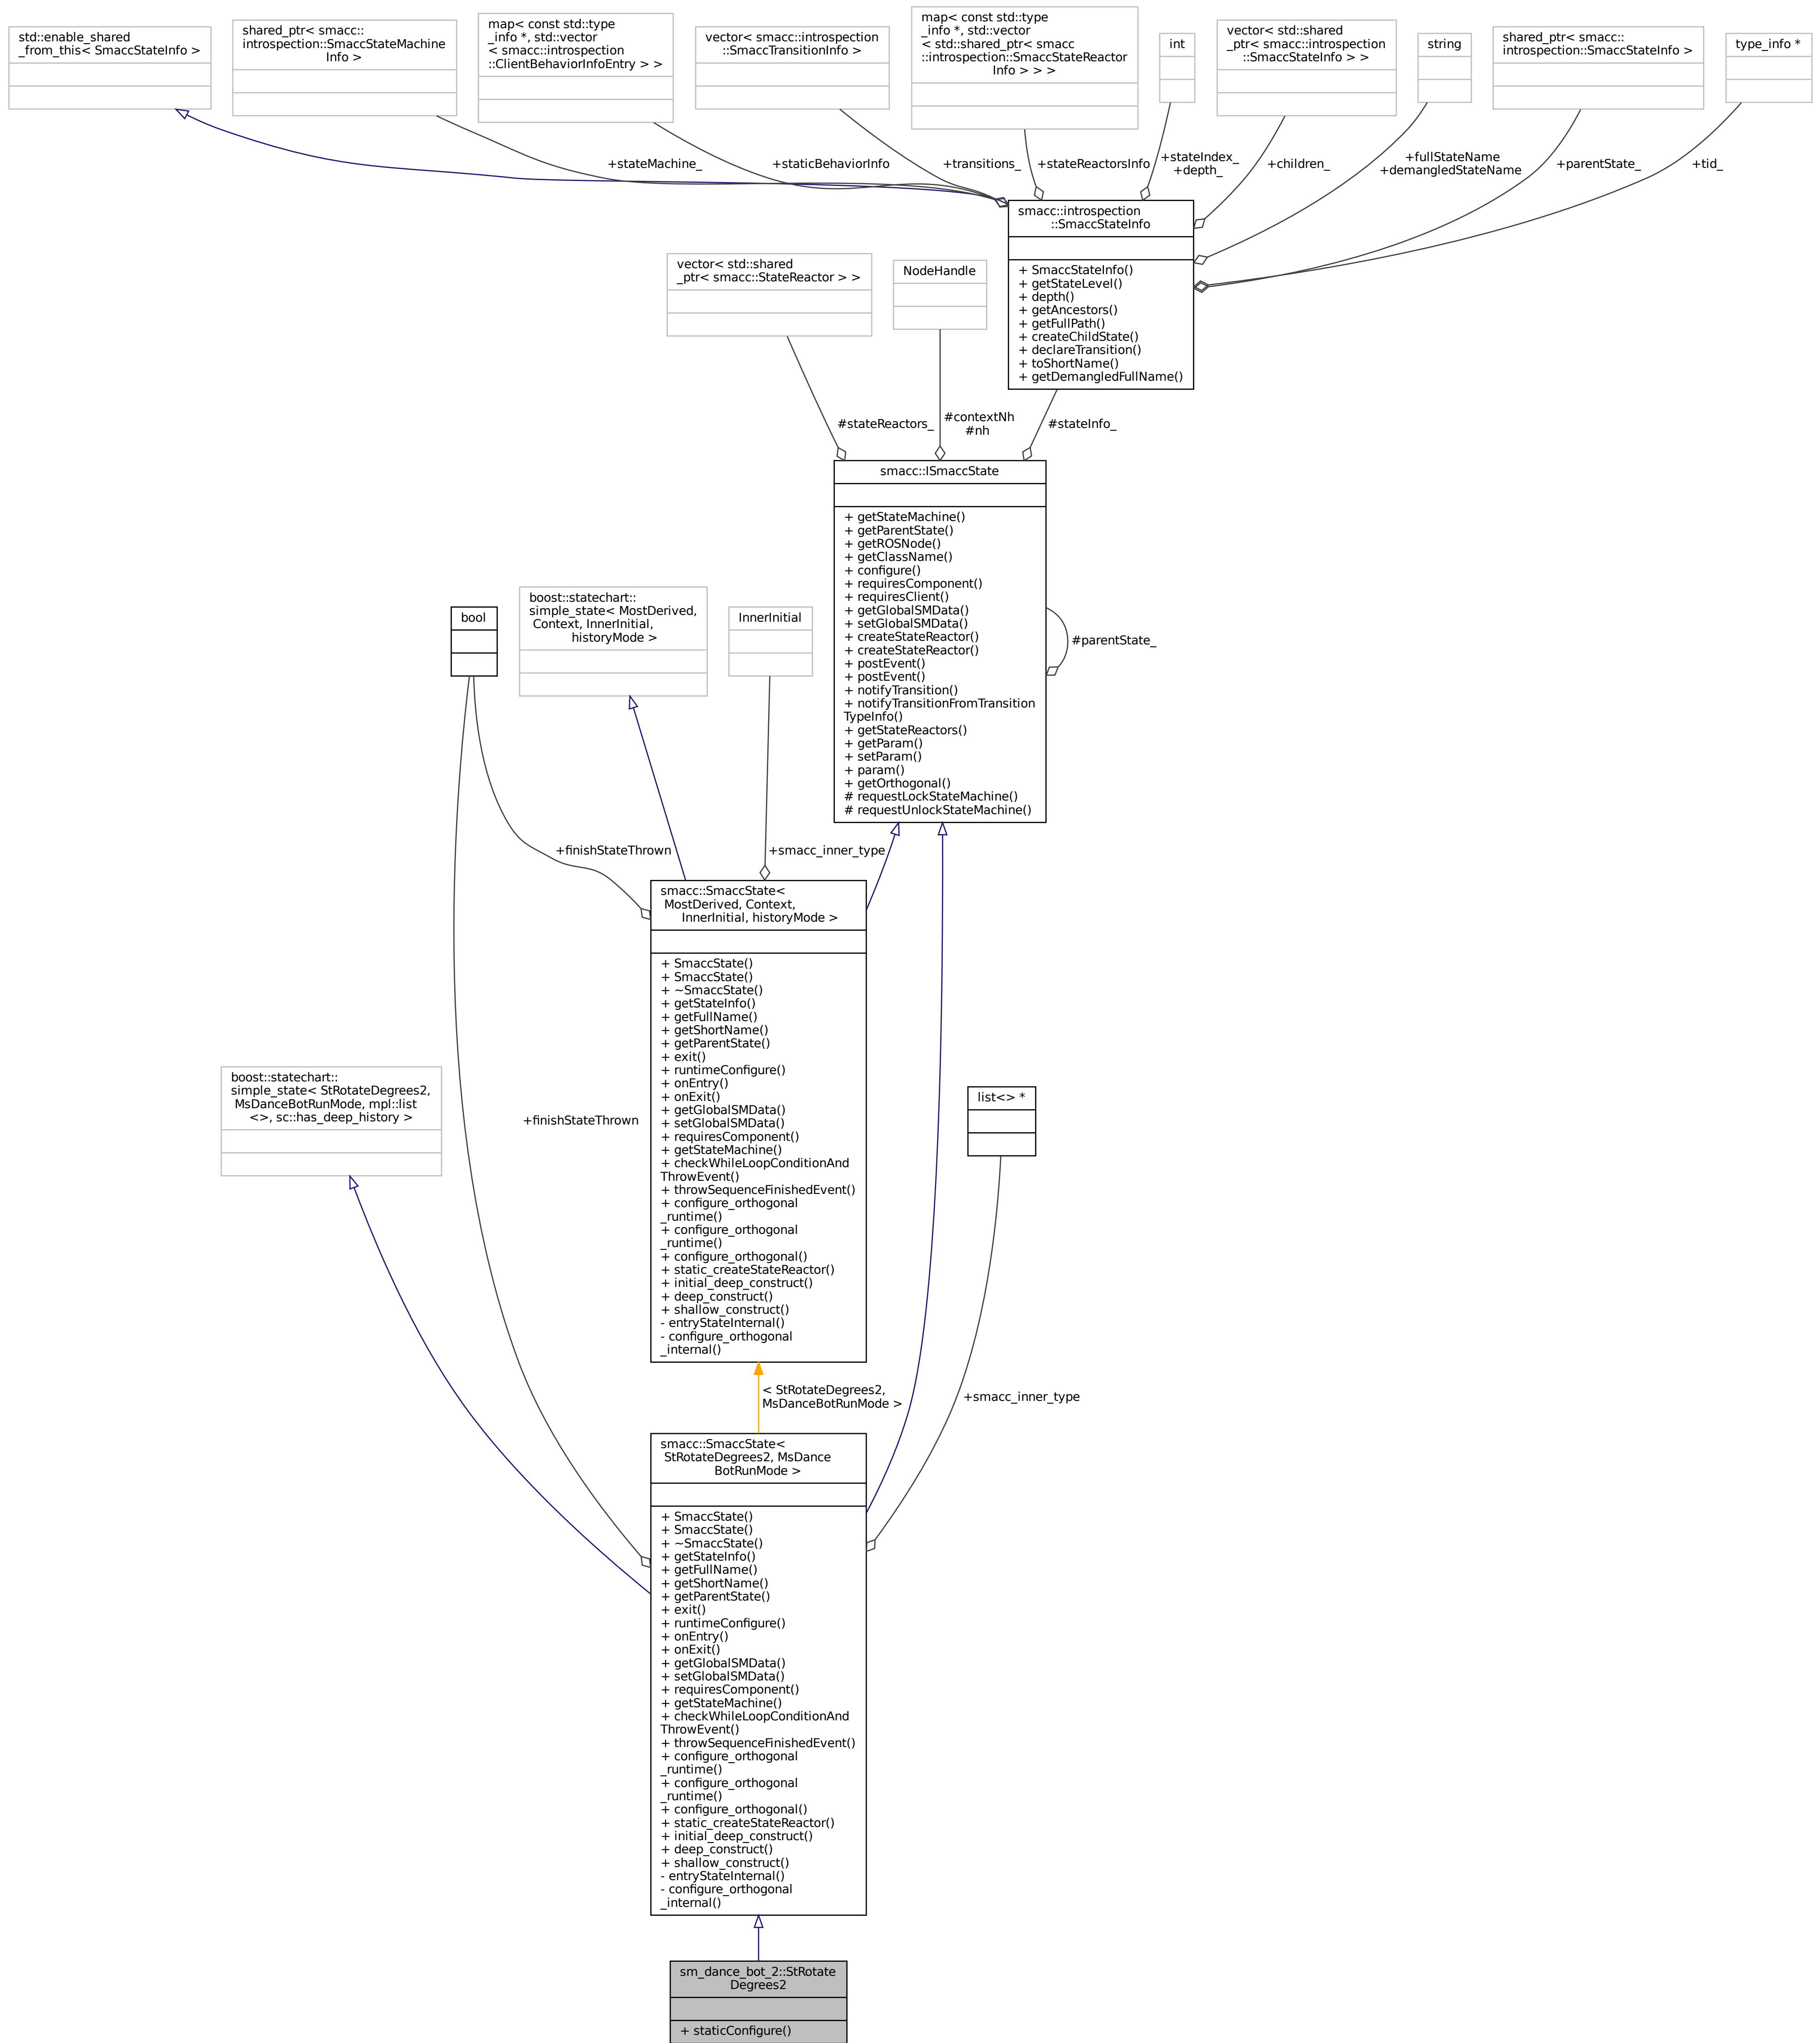 std::enable_shared
_from_this< SmaccStateInfo >
shared_ptr< smacc::
introspection::SmaccStateMachine
Info >
map< const std::type
_info *, std::vector
< smacc::introspection
::ClientBehaviorInfoEntry > >
vector< smacc::introspection
::SmaccTransitionInfo >
map< const std::type
_info *, std::vector
< std::shared_ptr< smacc
::introspection::SmaccStateReactor
Info > > >
int
vector< std::shared
_ptr< smacc::introspection
::SmaccStateInfo > >
string
shared_ptr< smacc::
introspection::SmaccStateInfo >
type_info *
+stateMachine_
+staticBehaviorInfo
+transitions_
+stateReactorsInfo
+stateIndex_
+depth_
+children_
+fullStateName
+demangledStateName
+parentState_
+tid_
smacc::introspection
::SmaccStateInfo
+ SmaccStateInfo()
+ getStateLevel()
+ depth()
+ getAncestors()
+ getFullPath()
+ createChildState()
+ declareTransition()
+ toShortName()
+ getDemangledFullName()
vector< std::shared
_ptr< smacc::StateReactor > >
NodeHandle
#stateReactors_
#contextNh
#nh
#stateInfo_
smacc::ISmaccState
+ getStateMachine()
+ getParentState()
+ getROSNode()
+ getClassName()
+ configure()
+ requiresComponent()
+ requiresClient()
+ getGlobalSMData()
+ setGlobalSMData()
+ createStateReactor()
+ createStateReactor()
+ postEvent()
+ postEvent()
+ notifyTransition()
+ notifyTransitionFromTransition
TypeInfo()
+ getStateReactors()
+ getParam()
+ setParam()
+ param()
+ getOrthogonal()
# requestLockStateMachine()
# requestUnlockStateMachine()
#parentState_
bool
boost::statechart::
simple_state< MostDerived,
Context, InnerInitial,
historyMode >
InnerInitial
+finishStateThrown
+smacc_inner_type
smacc::SmaccState<
MostDerived, Context,
InnerInitial, historyMode >
+ SmaccState()
+ SmaccState()
+ ~SmaccState()
+ getStateInfo()
+ getFullName()
+ getShortName()
+ getParentState()
+ exit()
+ runtimeConfigure()
+ onEntry()
+ onExit()
+ getGlobalSMData()
+ setGlobalSMData()
+ requiresComponent()
+ getStateMachine()
+ checkWhileLoopConditionAnd
ThrowEvent()
+ throwSequenceFinishedEvent()
+ configure_orthogonal
_runtime()
+ configure_orthogonal
_runtime()
+ configure_orthogonal()
+ static_createStateReactor()
+ initial_deep_construct()
+ deep_construct()
+ shallow_construct()
- entryStateInternal()
- configure_orthogonal
_internal()
boost::statechart::
simple_state< StRotateDegrees2,
MsDanceBotRunMode, mpl::list
<>, sc::has_deep_history >
+finishStateThrown
list<> *
< StRotateDegrees2,
MsDanceBotRunMode >
+smacc_inner_type
smacc::SmaccState<
StRotateDegrees2, MsDance
BotRunMode >
+ SmaccState()
+ SmaccState()
+ ~SmaccState()
+ getStateInfo()
+ getFullName()
+ getShortName()
+ getParentState()
+ exit()
+ runtimeConfigure()
+ onEntry()
+ onExit()
+ getGlobalSMData()
+ setGlobalSMData()
+ requiresComponent()
+ getStateMachine()
+ checkWhileLoopConditionAnd
ThrowEvent()
+ throwSequenceFinishedEvent()
+ configure_orthogonal
_runtime()
+ configure_orthogonal
_runtime()
+ configure_orthogonal()
+ static_createStateReactor()
+ initial_deep_construct()
+ deep_construct()
+ shallow_construct()
- entryStateInternal()
- configure_orthogonal
_internal()
sm_dance_bot_2::StRotate
Degrees2
+ staticConfigure()